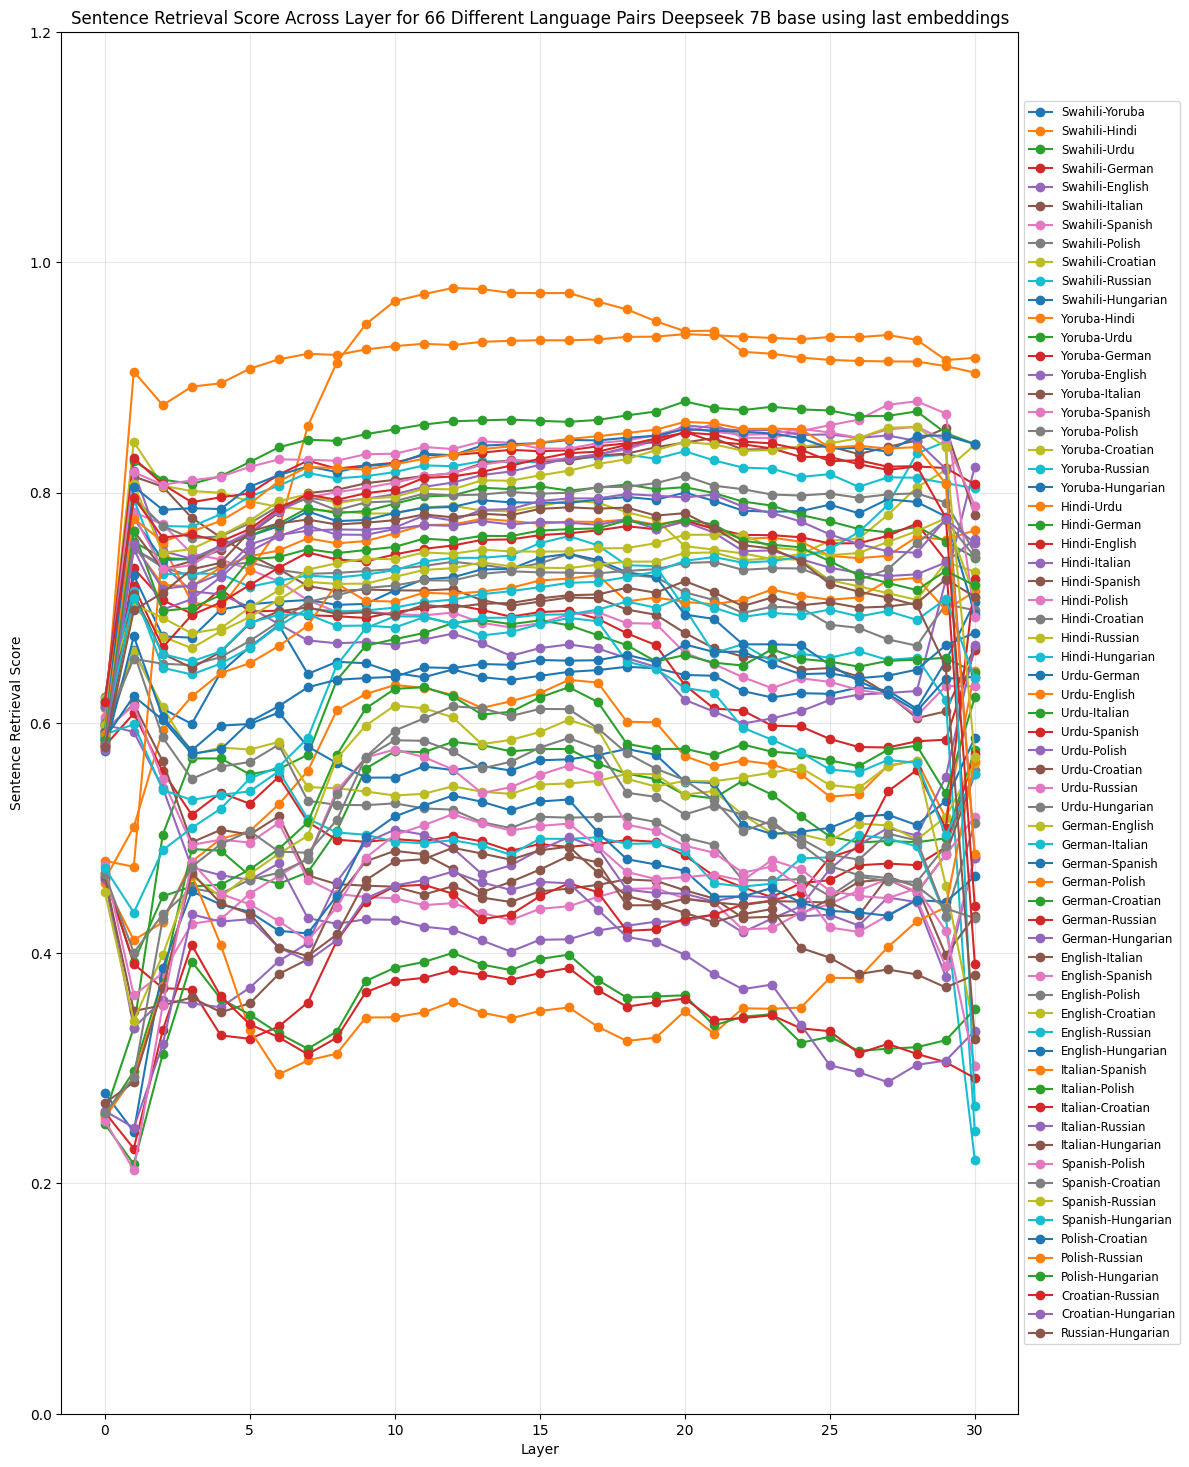 Sentence Retrieval Score Across Layer for 66 Different Language Pairs Deepseek 7B base using last embeddings
1.2
1.0
0.8
0.6
0.4
0.2
0.0
Sentence Retrieval Score
0
5
10
15
20
25
30
Layer
Swahili-Yoruba
Swahili-Hindi
Swahili-Urdu
Swahili-German
Swahili-English
Swahili-Italian
Swahili-Spanish
Swahili-Polish
Swahili-Croatian
Swahili-Russian
Swahili-Hungarian
Yoruba-Hindi
Yoruba-Urdu
Yoruba-German
Yoruba-English
Yoruba-Italian
Yoruba-Spanish
Yoruba-Polish
Yoruba-Croatian
Yoruba-Russian
Yoruba-Hungarian
Hindi-Urdu
Hindi-German
Hindi-English
Hindi-Italian
Hindi-Spanish
Hindi-Polish
Hindi-Croatian
Hindi-Russian
Hindi-Hungarian
Urdu-German
Urdu-English
Urdu-Italian
Urdu-Spanish
Urdu-Polish
Urdu-Croatian
Urdu-Russian
Urdu-Hungarian
German-English
German-Italian
German-Spanish
German-Polish
German-Croatian
German-Russian
German-Hungarian
English-Italian
English-Spanish
English-Polish
English-Croatian
English-Russian
English-Hungarian
Italian-Spanish
Italian-Polish
Italian-Croatian
Italian-Russian
Italian-Hungarian
Spanish-Polish
Spanish-Croatian
Spanish-Russian
Spanish-Hungarian
Polish-Croatian
Polish-Russian
Polish-Hungarian
Croatian-Russian
Croatian-Hungarian
Russian-Hungarian